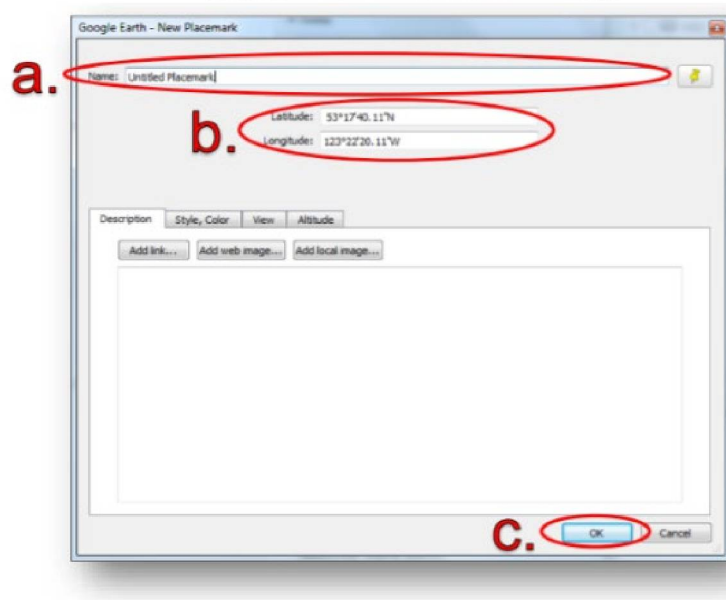 Google Earth - New Placemark
a.
Name: Untitled Placemark
b.
Latitude: 53°17'40.11"N
Longitude: 123°22'20.11"W
Description Style, Color View Altitude
Add link... Add web image... Add local image...
c.
OK Cancel